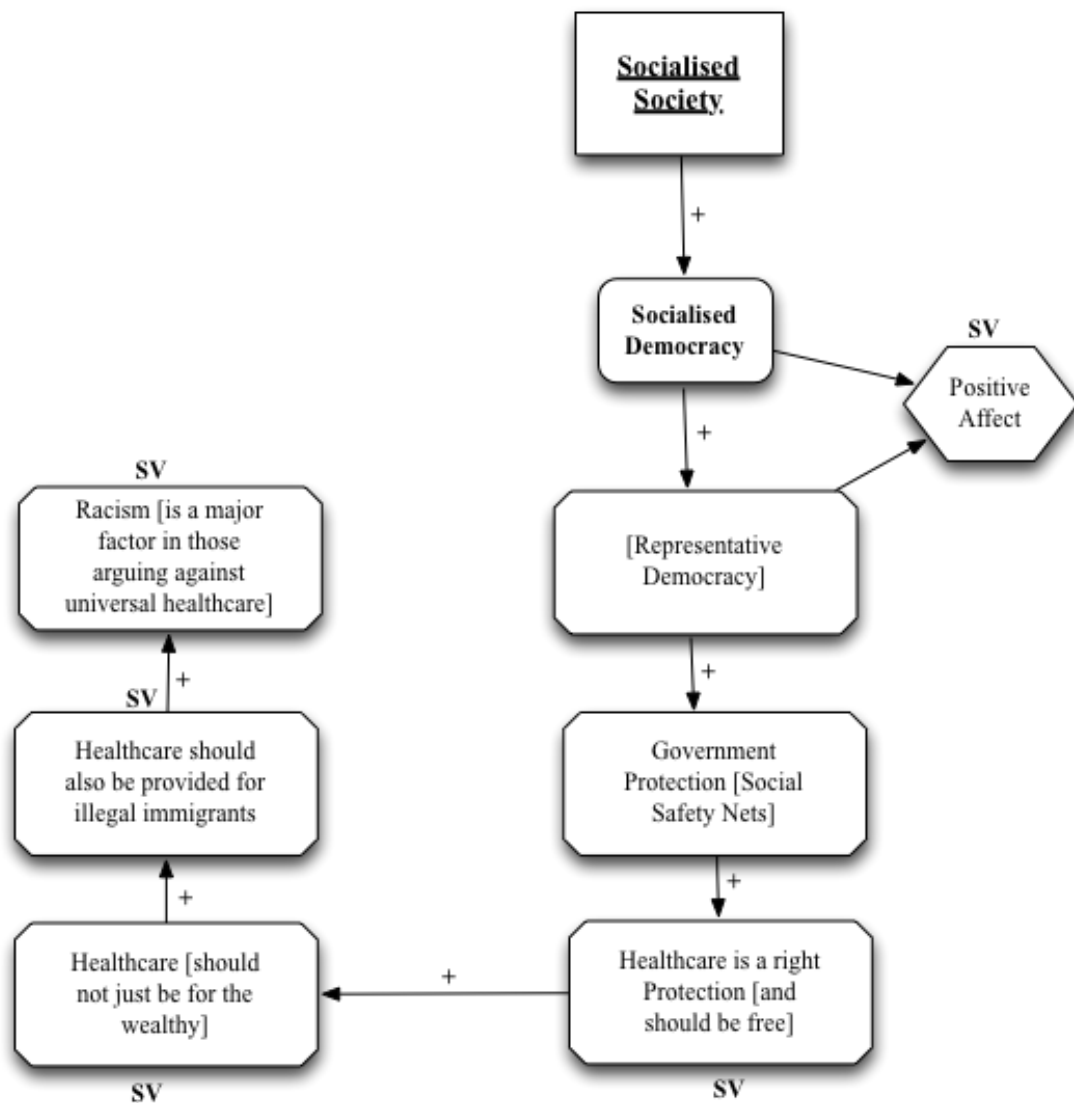 Socialised
Society
+
Socialised
Democracy
SV
Positive
Affect
+
[Representative
Democracy]
+
Government
Protection [Social
Safety Nets]
+
Healthcare is a right
Protection [and
should be free]
SV
+
Healthcare [should
not just be for the
wealthy]
SV
+
SV
Healthcare should
also be provided for
illegal immigrants
+
SV
Racism [is a major
factor in those
arguing against
universal healthcare]